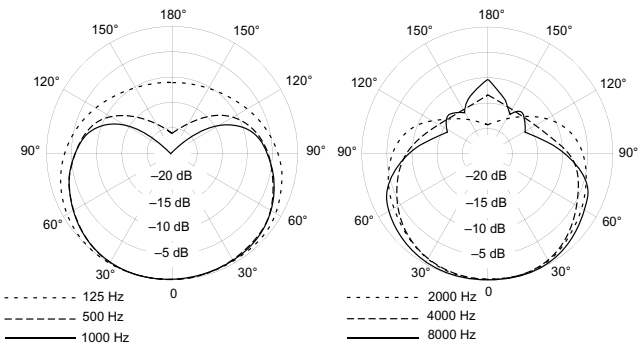 180°
150° 150°
120° 120°
90° 90°
–20 dB
–15 dB
60° 60°
–10 dB
–5 dB
30° 30°
0
125 Hz
500 Hz
1000 Hz
180°
150° 150°
120° 120°
90° 90°
–20 dB
–15 dB
60° 60°
–10 dB
–5 dB
30° 30°
0
2000 Hz
4000 Hz
8000 Hz